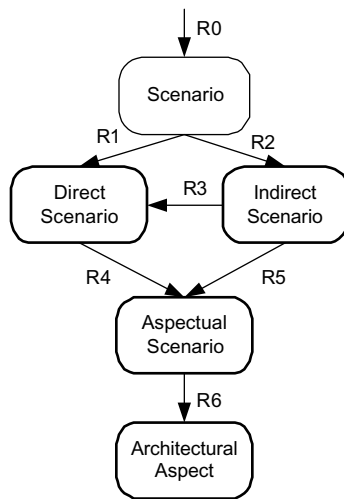 R0
Scenario
R1
R2
Direct
Scenario
R3
Indirect
Scenario
R4
R5
Aspectual
Scenario
R6
Architectural
Aspect